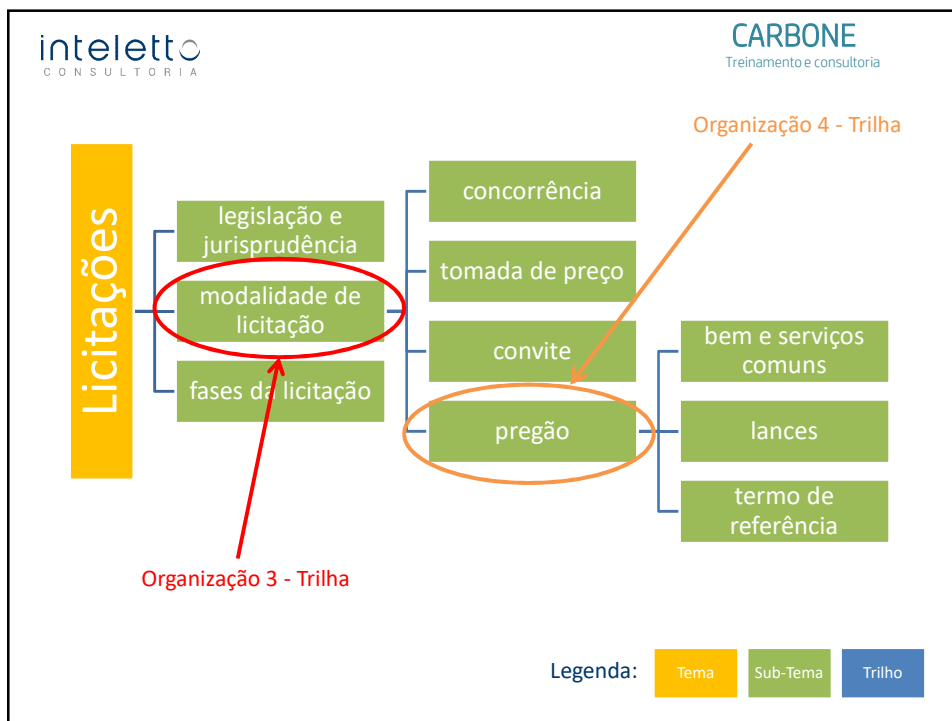 inteletto
CONSULTORIA
CARBONE
Treinamento e consultoria
Organização 4 - Trilha
Licitações
legislação e
jurisprudência
modalidade de
licitação
fases da licitação
concorrência
tomada de preço
convite
pregão
bem e serviços
comuns
lances
termo de
referência
Organização 3 - Trilha
Legenda:
Tema
Sub-Tema
Trilho